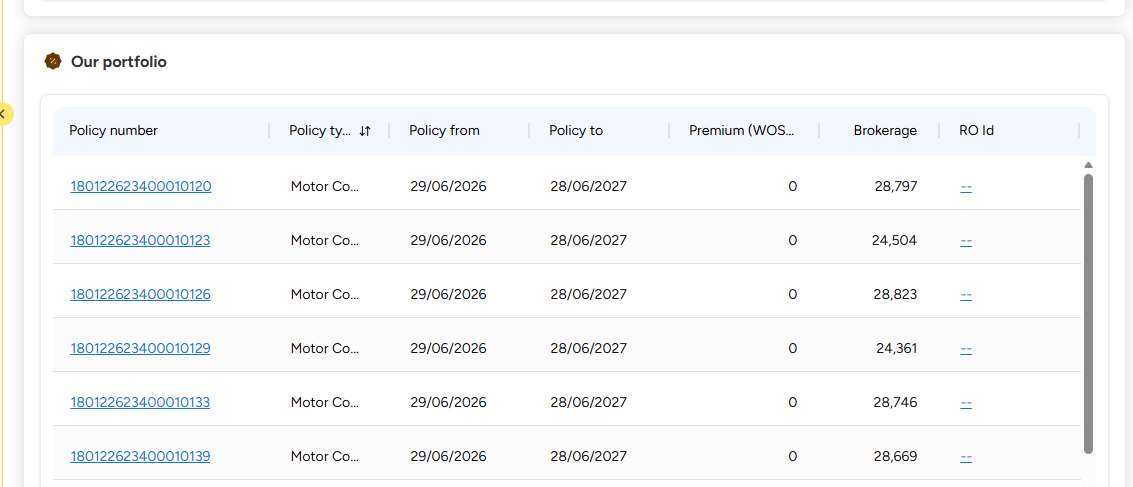 Our portfolio
Policy number Policy ty... Policy from Policy to Premium (WOS... Brokerage RO Id
180122623400010120 Motor Co... 29/06/2026 28/06/2027 0 28,797 --
180122623400010123 Motor Co... 29/06/2026 28/06/2027 0 24,504 --
180122623400010126 Motor Co... 29/06/2026 28/06/2027 0 28,823 --
180122623400010129 Motor Co... 29/06/2026 28/06/2027 0 24,361 --
180122623400010133 Motor Co... 29/06/2026 28/06/2027 0 28,746 --
180122623400010139 Motor Co... 29/06/2026 28/06/2027 0 28,669 --